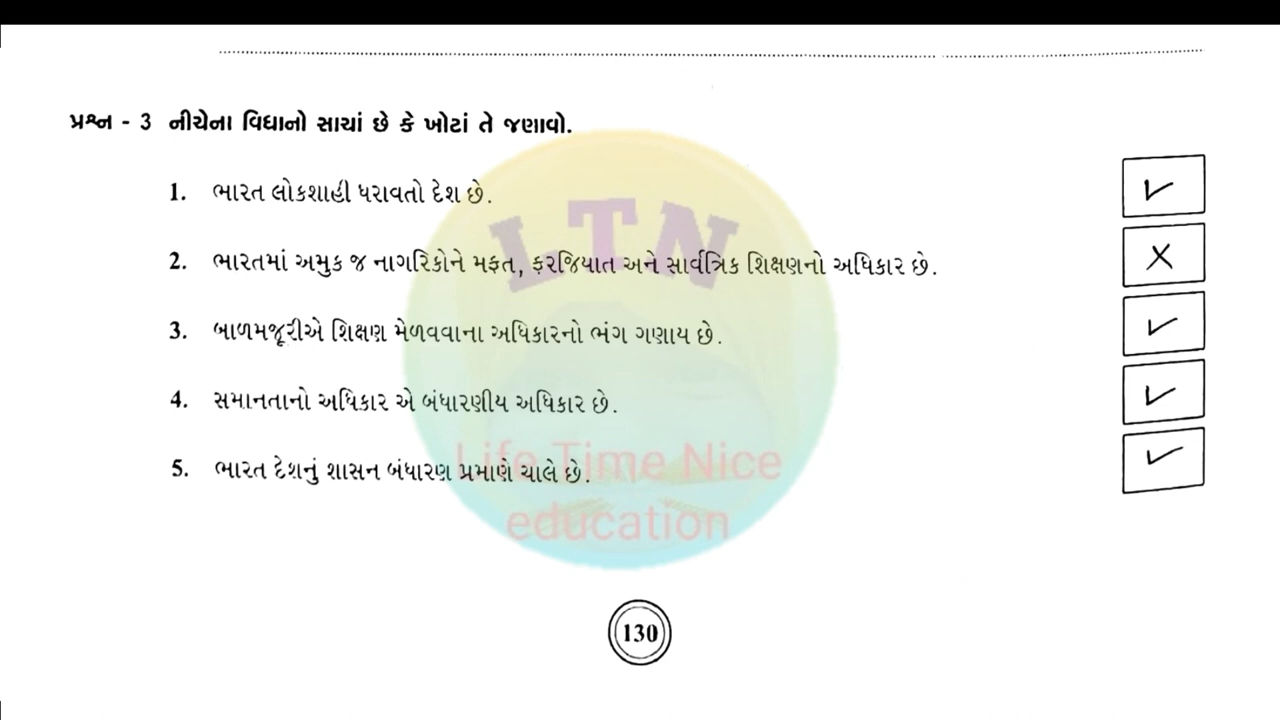 પ્રશ્ન - 3 નીચેના વિધાનો સાચાં છે કે ખોટાં તે જણાવો.
1. ભારત લોકશાહી ધરાવતો દેશ છે. ✓
2. ભારતમાં અમુક જ નાગરિકોને મફત, ફરજિયાત અને સાર્વત્રિક શિક્ષણનો અધિકાર છે. X
3. બાળમજૂરીએ શિક્ષણ મેળવવાના અધિકારનો ભંગ ગણાય છે. ✓
4. સમાનતાનો અધિકાર એ બંધારણીય અધિકાર છે. ✓
5. ભારત દેશનું શાસન બંધારણ પ્રમાણે ચાલે છે. ✓
LTN
Life Time Nice
education
130